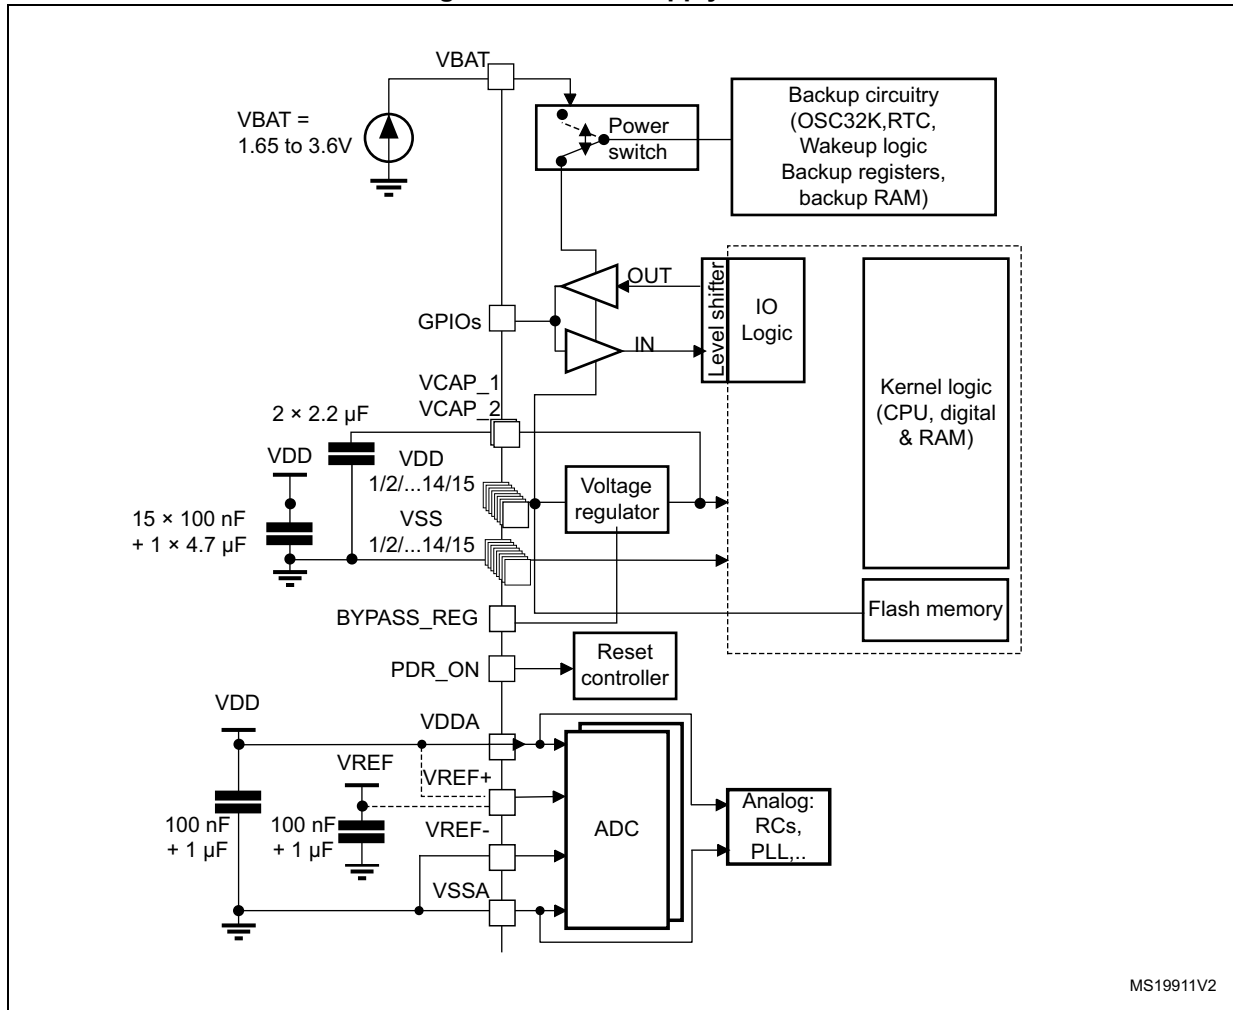 VBAT
VBAT =
1.65 to 3.6V
Power
switch
Backup circuitry
(OSC32K,RTC,
Wakeup logic
Backup registers,
backup RAM)
OUT
Level shifter
IO
Logic
GPIOs
IN
Kernel logic
(CPU, digital
& RAM)
VCAP_1
VCAP_2
2 × 2.2 µF
VDD
VDD
1/2/...14/15
Voltage
regulator
15 × 100 nF
+ 1 × 4.7 µF
VSS
1/2/...14/15
Flash memory
BYPASS_REG
PDR_ON
Reset
controller
VDD
VDDA
VREF
VREF+
100 nF
+ 1 µF
100 nF
+ 1 µF
VREF-
ADC
Analog:
RCs,
PLL,..
VSSA
MS19911V2